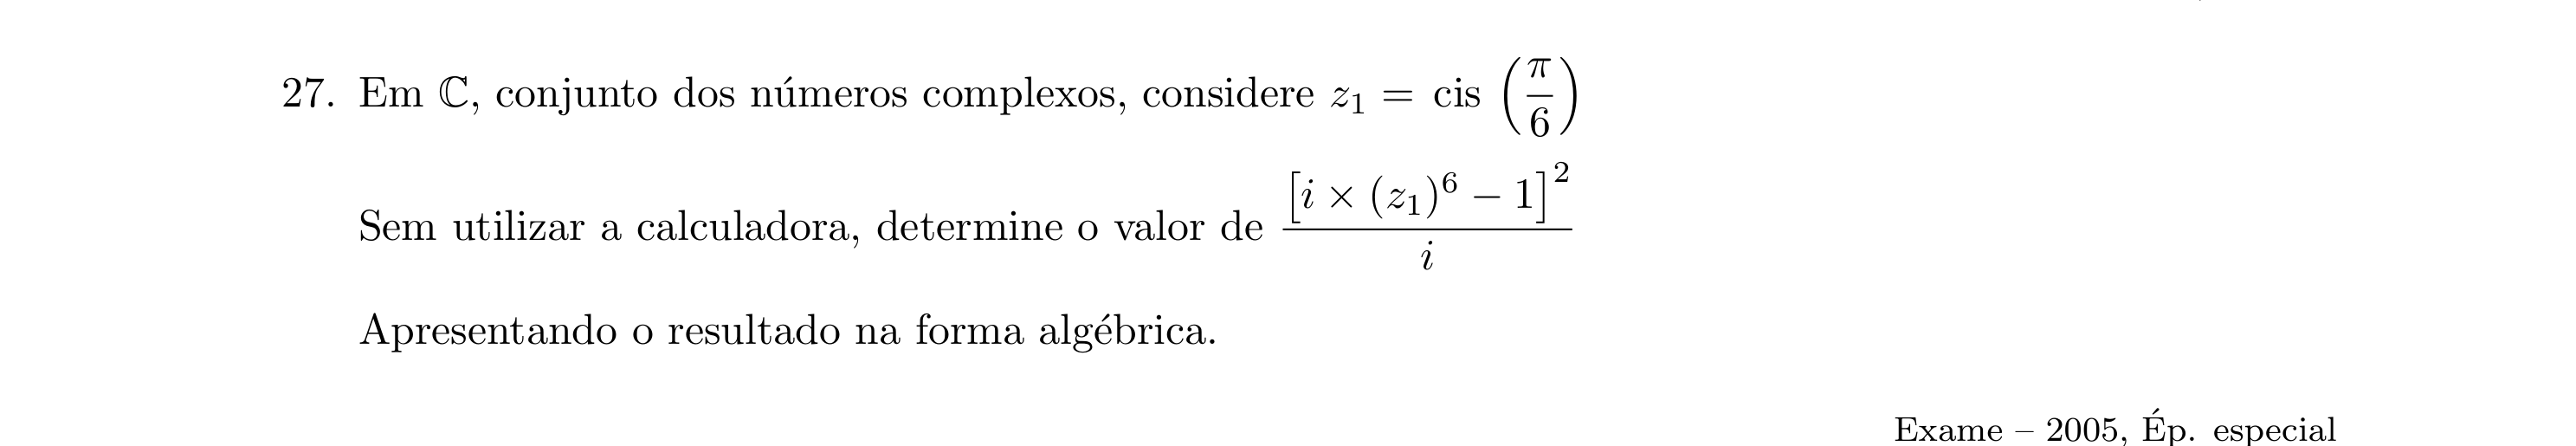 27. Em ℂ, conjunto dos números complexos, considere z₁ = cis (π/6)
Sem utilizar a calculadora, determine o valor de [i × (z₁)⁶ − 1]² / i
Apresentando o resultado na forma algébrica.
Exame – 2005, Ép. especial